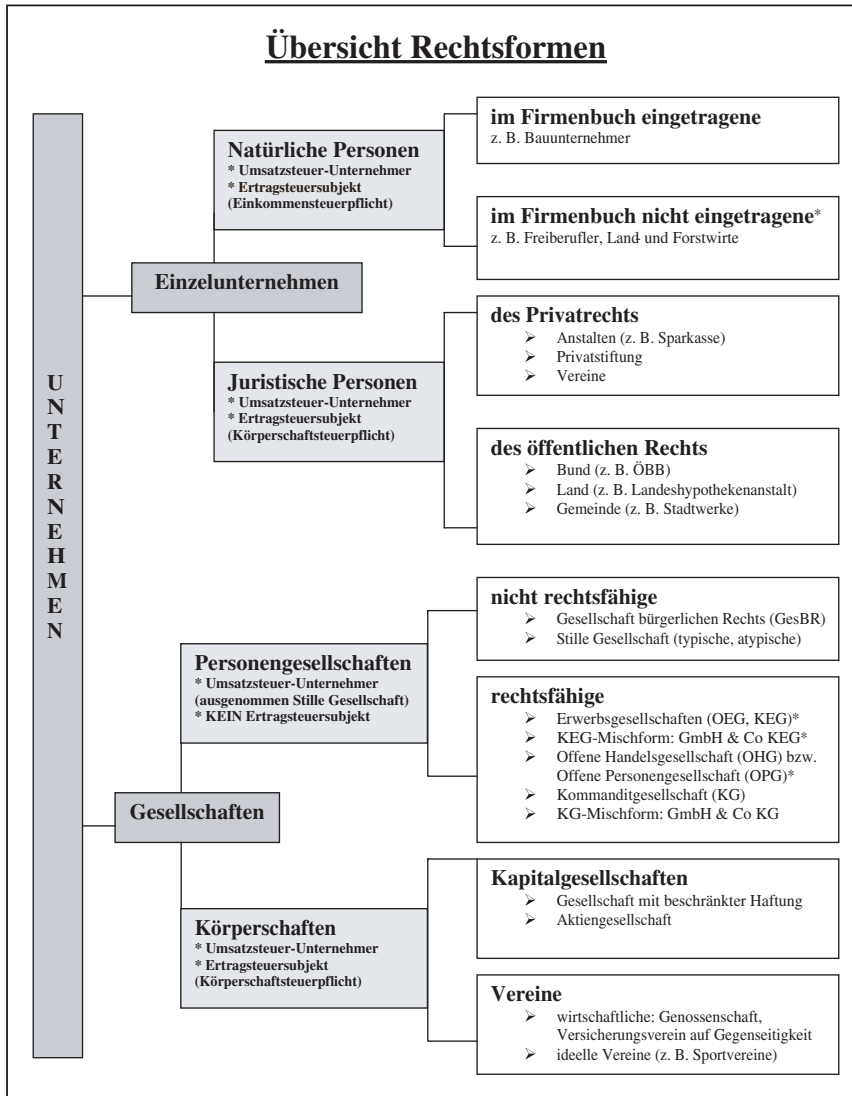 Übersicht Rechtsformen
UNTERNEHMEN
Einzelunternehmen
Natürliche Personen
* Umsatzsteuer-Unternehmer
* Ertragsteuersubjekt
(Einkommensteuerpflicht)
im Firmenbuch eingetragene
z. B. Bauunternehmer
im Firmenbuch nicht eingetragene*
z. B. Freiberufler, Land- und Forstwirte
Juristische Personen
* Umsatzsteuer-Unternehmer
* Ertragsteuersubjekt
(Körperschaftsteuerpflicht)
des Privatrechts
➢ Anstalten (z. B. Sparkasse)
➢ Privatstiftung
➢ Vereine
des öffentlichen Rechts
➢ Bund (z. B. ÖBB)
➢ Land (z. B. Landeshypothekenanstalt)
➢ Gemeinde (z. B. Stadtwerke)
Gesellschaften
Personengesellschaften
* Umsatzsteuer-Unternehmer
(ausgenommen Stille Gesellschaft)
* KEIN Ertragsteuersubjekt
nicht rechtsfähige
➢ Gesellschaft bürgerlichen Rechts (GesBR)
➢ Stille Gesellschaft (typische, atypische)
rechtsfähige
➢ Erwerbsgesellschaften (OEG, KEG)*
➢ KEG-Mischform: GmbH & Co KEG*
➢ Offene Handelsgesellschaft (OHG) bzw.
Offene Personengesellschaft (OPG)*
➢ Kommanditgesellschaft (KG)
➢ KG-Mischform: GmbH & Co KG
Körperschaften
* Umsatzsteuer-Unternehmer
* Ertragsteuersubjekt
(Körperschaftsteuerpflicht)
Kapitalgesellschaften
➢ Gesellschaft mit beschränkter Haftung
➢ Aktiengesellschaft
Vereine
➢ wirtschaftliche: Genossenschaft,
Versicherungsverein auf Gegenseitigkeit
➢ ideelle Vereine (z. B. Sportvereine)